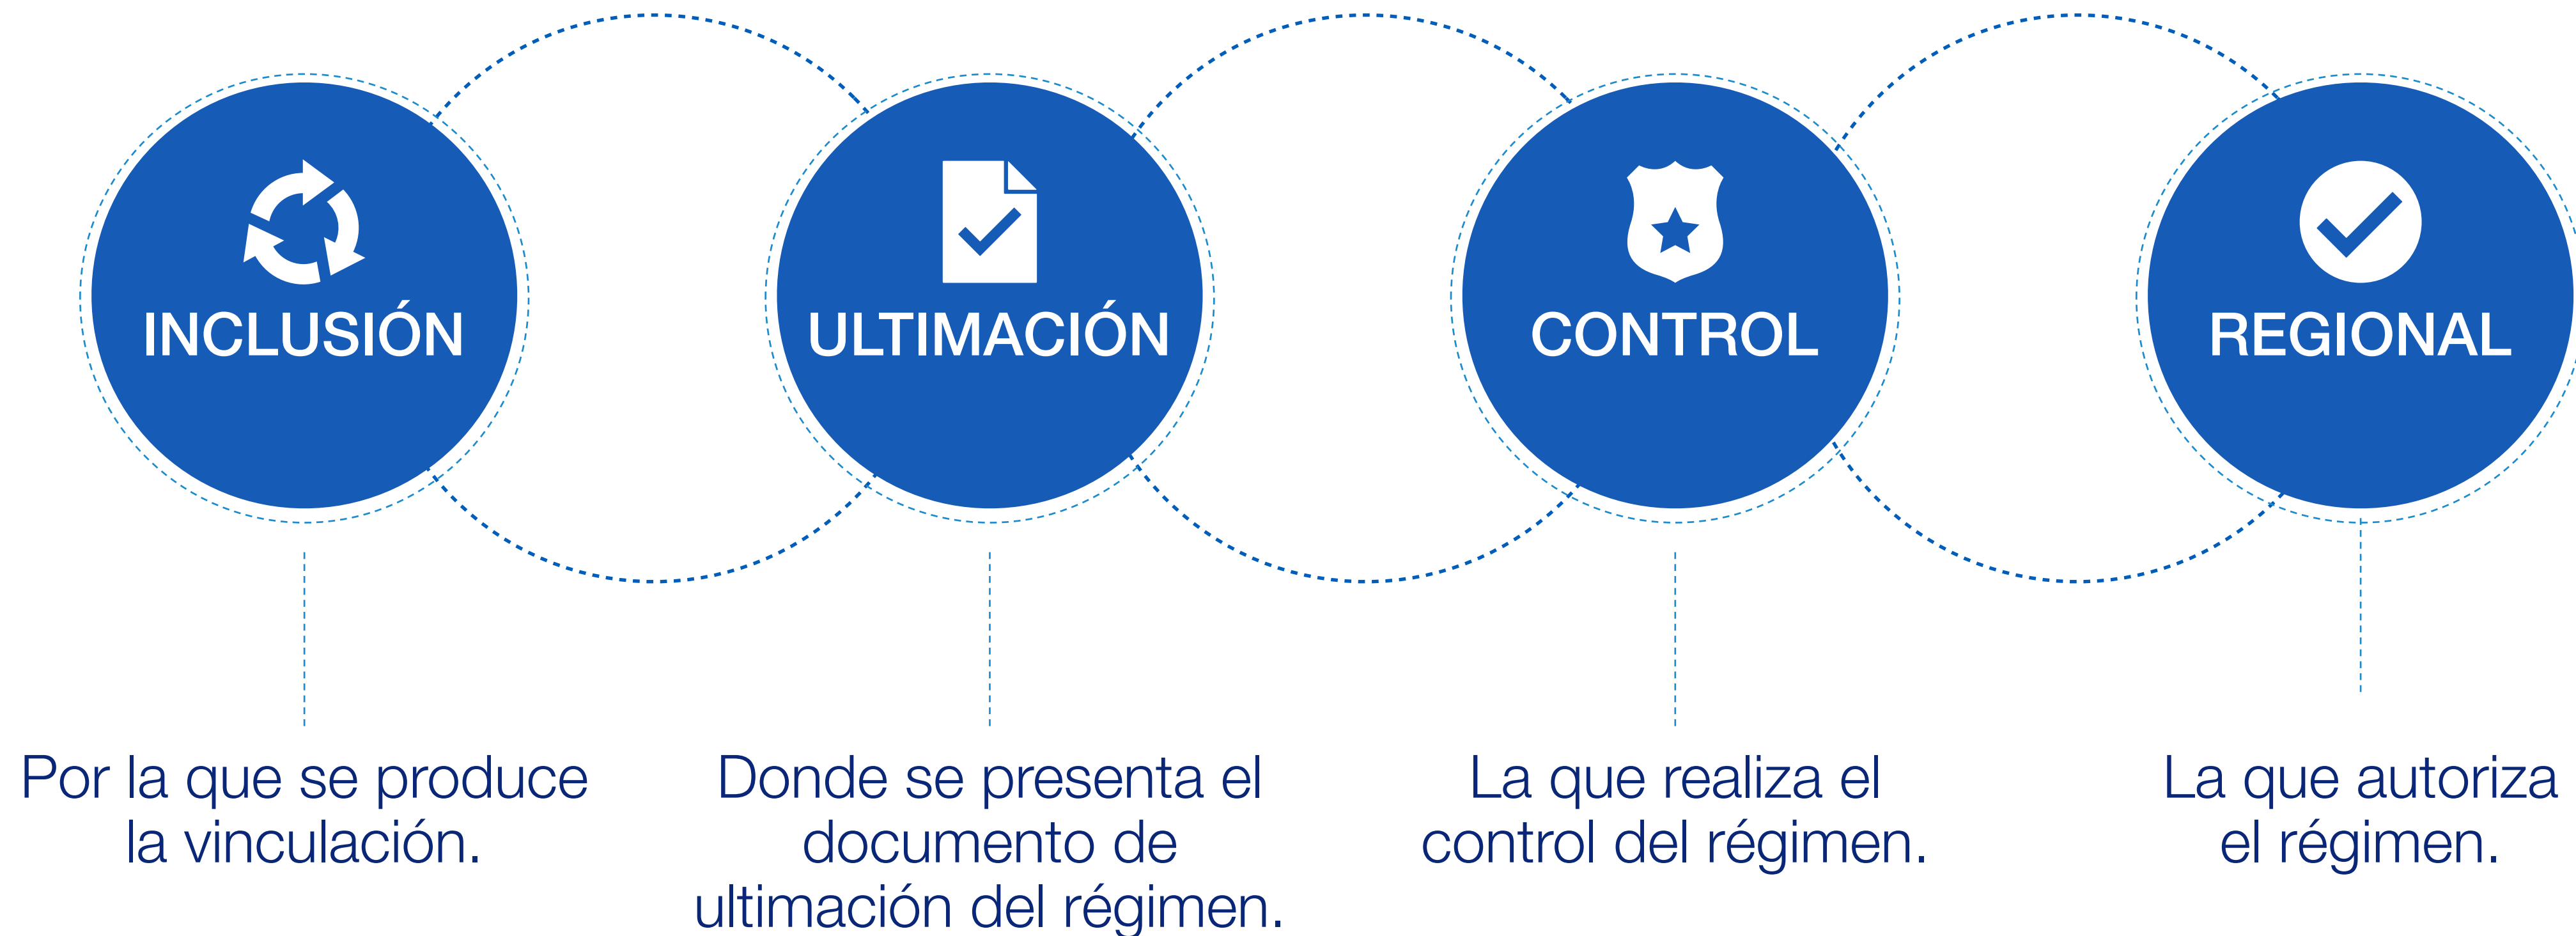 INCLUSIÓN
Por la que se produce
la vinculación.
ULTIMACIÓN
Donde se presenta el
documento de
ultimación del régimen.
CONTROL
La que realiza el
control del régimen.
REGIONAL
La que autoriza
el régimen.